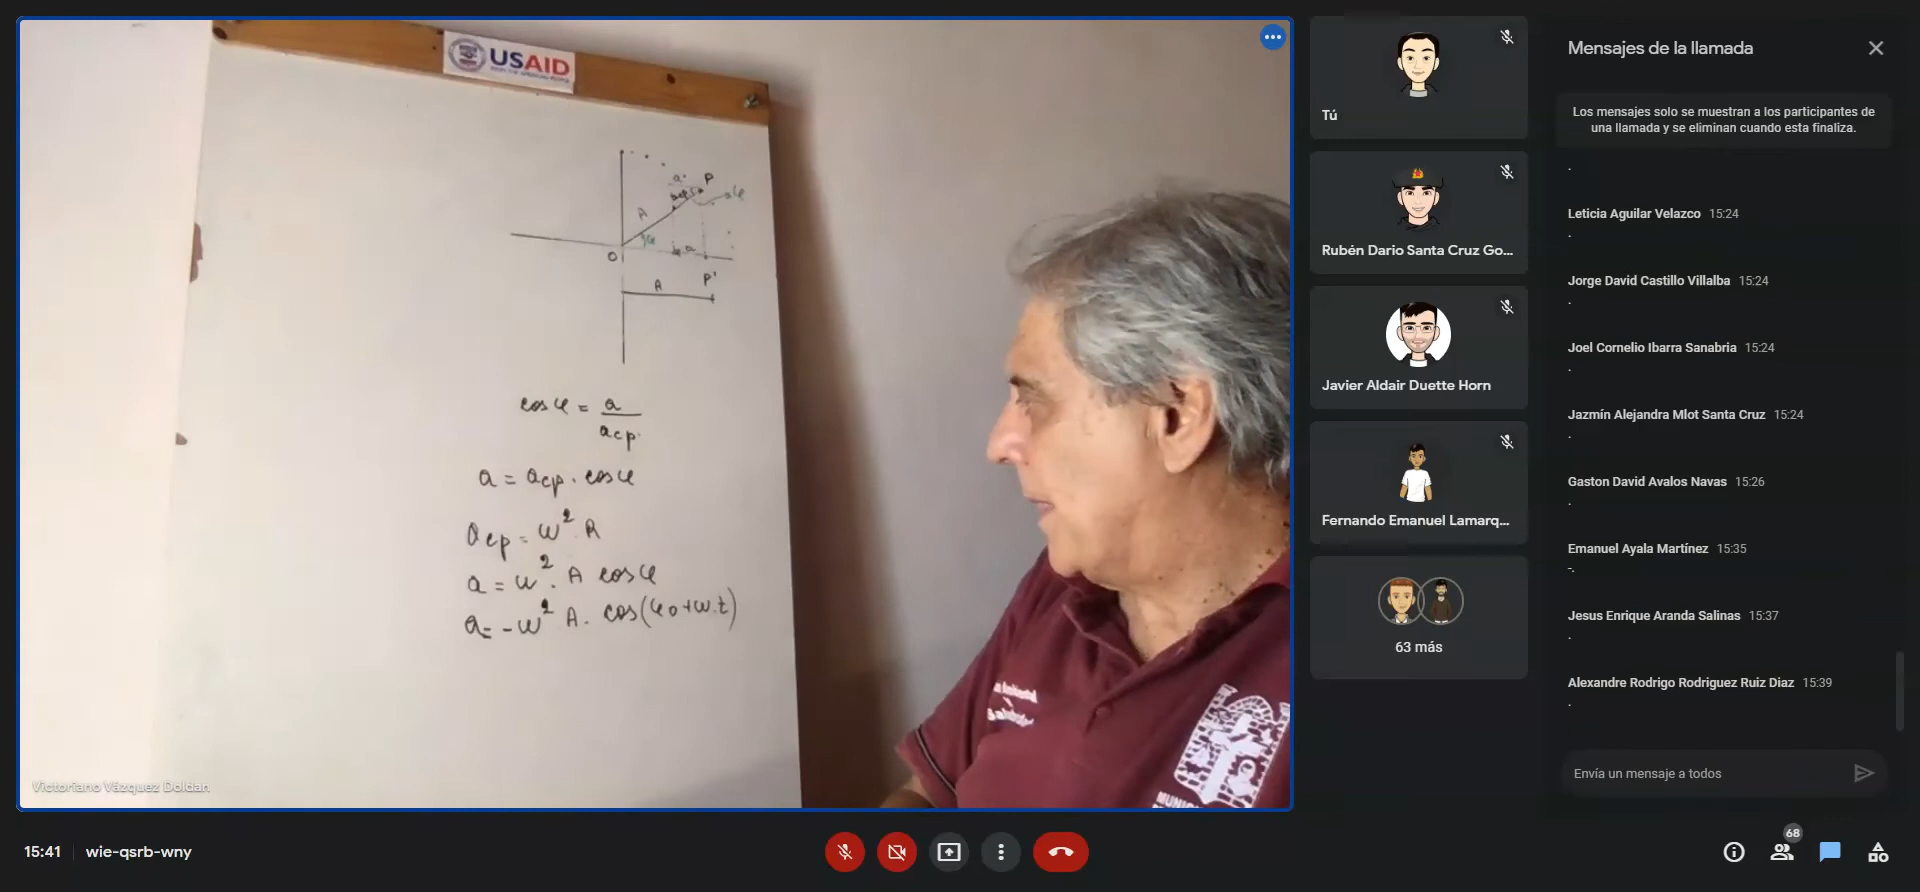 USAID
a
P
φ
acp
A
φ
a
O
P'
A
cos φ = a / acp.
a = acp . cos φ
acp = ω² . R
a = ω² . A cos φ
a = - ω² A . cos (φo + ω.t)
Victoriano Vázquez Doldan
Tú
Rubén Dario Santa Cruz Go...
Javier Aldair Duette Horn
Fernando Emanuel Lamarq...
63 más
Mensajes de la llamada
Los mensajes solo se muestran a los participantes de
una llamada y se eliminan cuando esta finaliza.
.
Leticia Aguilar Velazco 15:24
.
Jorge David Castillo Villalba 15:24
.
Joel Cornelio Ibarra Sanabria 15:24
.
Jazmín Alejandra Mlot Santa Cruz 15:24
.
Gaston David Avalos Navas 15:26
.
Emanuel Ayala Martínez 15:35
-.
Jesus Enrique Aranda Salinas 15:37
.
Alexandre Rodrigo Rodriguez Ruiz Diaz 15:39
.
Envía un mensaje a todos
15:41 | wie-qsrb-wny
68